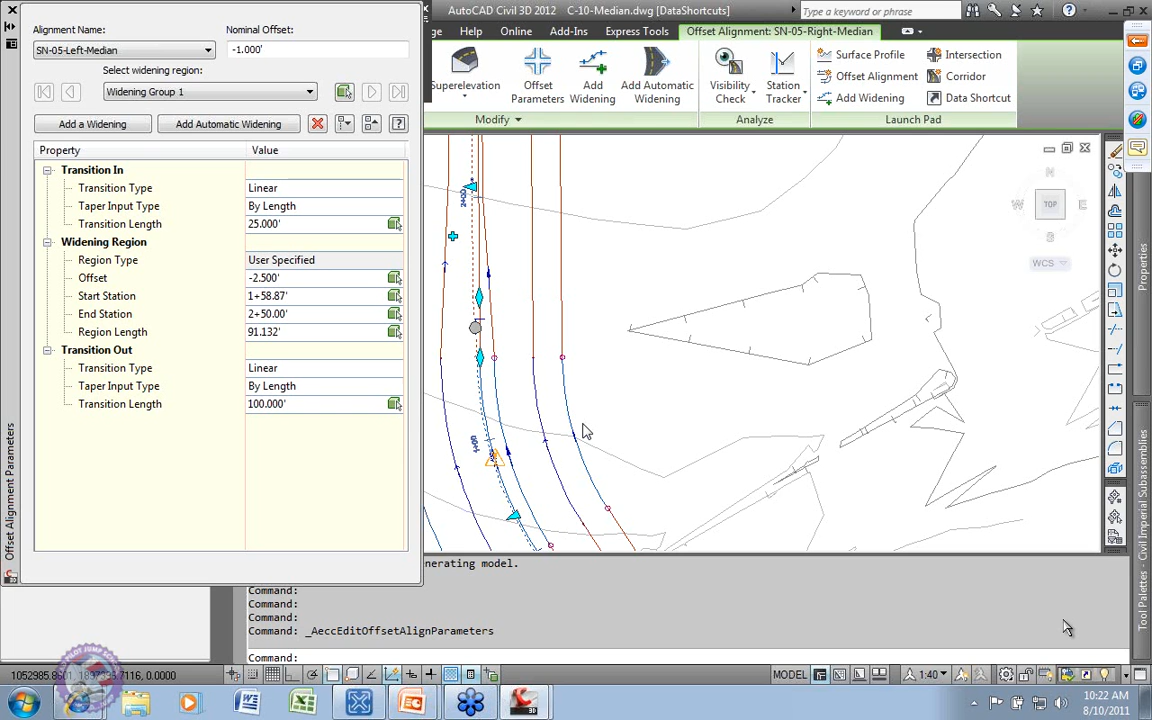 AutoCAD Civil 3D 2012 C-10-Median.dwg [DataShortcuts]
Type a keyword or phrase
Help Online Add-Ins Express Tools Offset Alignment: SN-05-Right-Median
Alignment Name: Nominal Offset:
SN-05-Left-Median -1.000'
Select widening region:
Widening Group 1
Add a Widening Add Automatic Widening
Superelevation
Offset Parameters
Add Widening
Add Automatic Widening
Modify
Visibility Check
Station Tracker
Analyze
Surface Profile Intersection
Offset Alignment Corridor
Add Widening Data Shortcut
Launch Pad
Property Value
Transition In
Transition Type Linear
Taper Input Type By Length
Transition Length 25.000'
Widening Region
Region Type User Specified
Offset -2.500'
Start Station 1+58.87'
End Station 2+50.00'
Region Length 91.132'
Transition Out
Transition Type Linear
Taper Input Type By Length
Transition Length 100.000'
Offset Alignment Parameters
2+00
N
W TOP E
S
WCS
Properties
Tool Palettes - Civil Imperial Subassemblies
nerating model.
Command:
Command:
Command:
Command: _AeccEditOffsetAlignParameters
Command:
MODEL
1:40
10:22 AM
8/10/2011